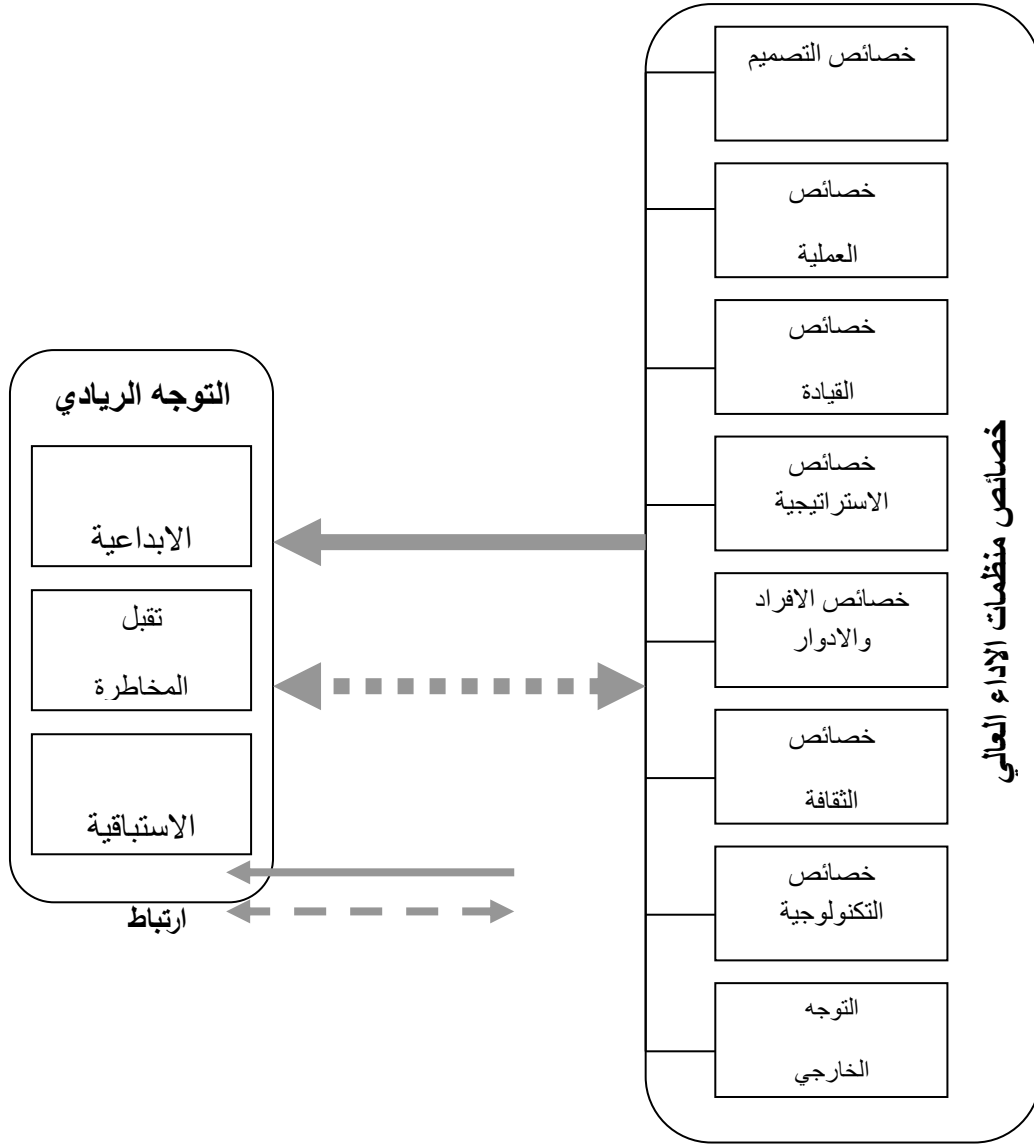 خصائص منظمات الاداء العالي
خصائص التصميم
خصائص
العملية
خصائص
القيادة
خصائص
الاستراتيجية
خصائص الافراد
والادوار
خصائص
الثقافة
خصائص
التكنولوجية
التوجه
الخارجي
التوجه الريادي
الابداعية
تقبل
المخاطرة
الاستباقية
ارتباط